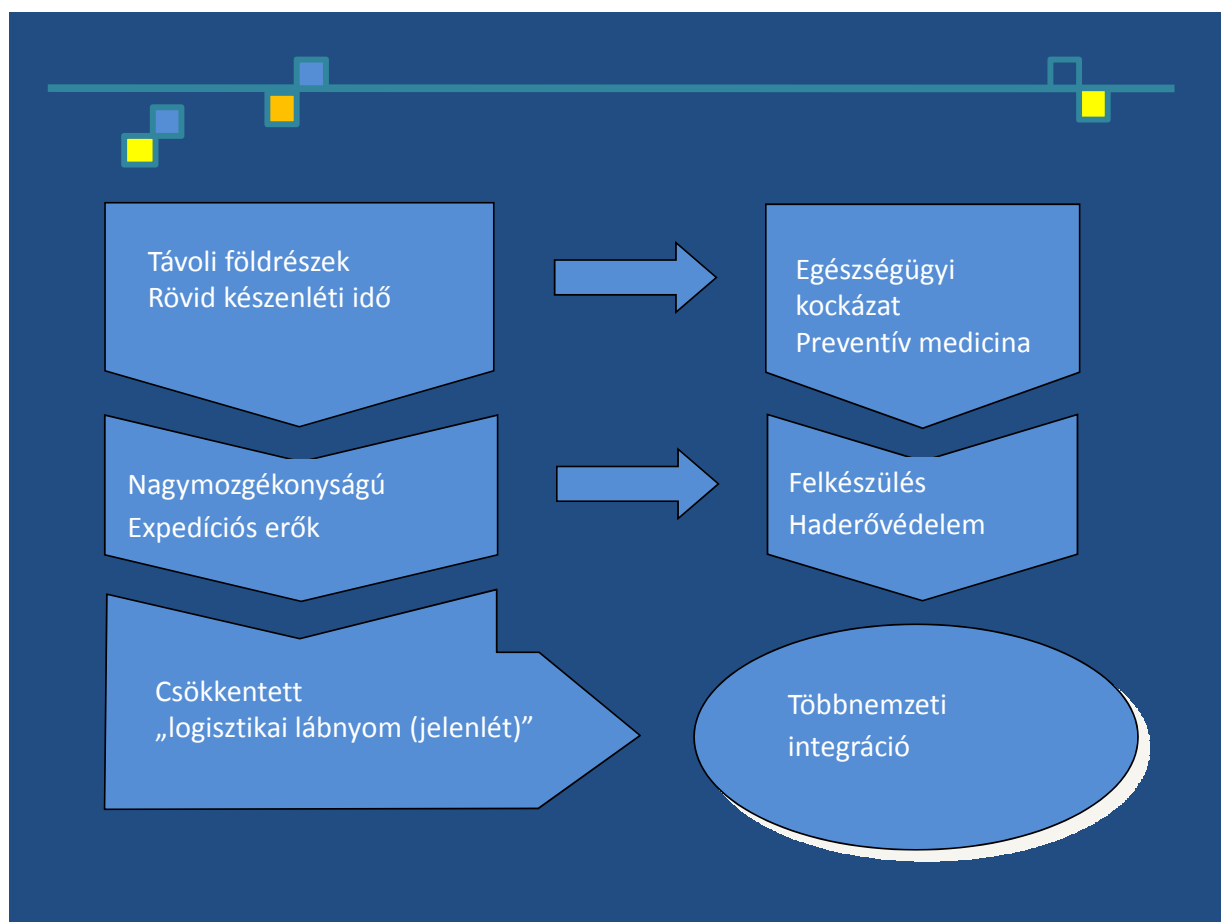 Távoli földrészek
Rövid készenléti idő
Egészségügyi
kockázat
Preventív medicina
Nagymozgékonyságú
Expedíciós erők
Felkészülés
Haderővédelem
Csökkentett
„logisztikai lábnyom (jelenlét)”
Többnemzeti
integráció